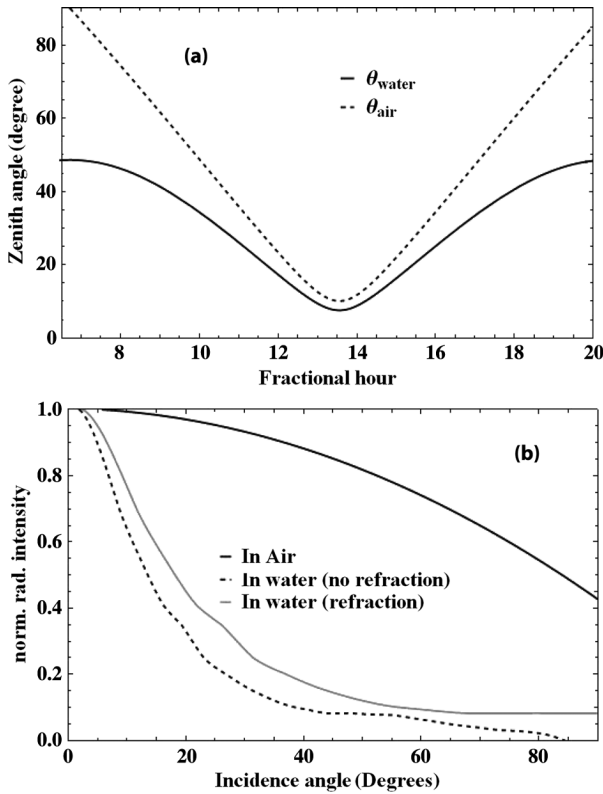 (a)
θwater
θair
80
60
40
20
0
Zenith angle (degree)
8 10 12 14 16 18 20
Fractional hour
(b)
1.0
0.8
0.6
0.4
0.2
0.0
norm. rad. intensity
In Air
In water (no refraction)
In water (refraction)
0 20 40 60 80
Incidence angle (Degrees)